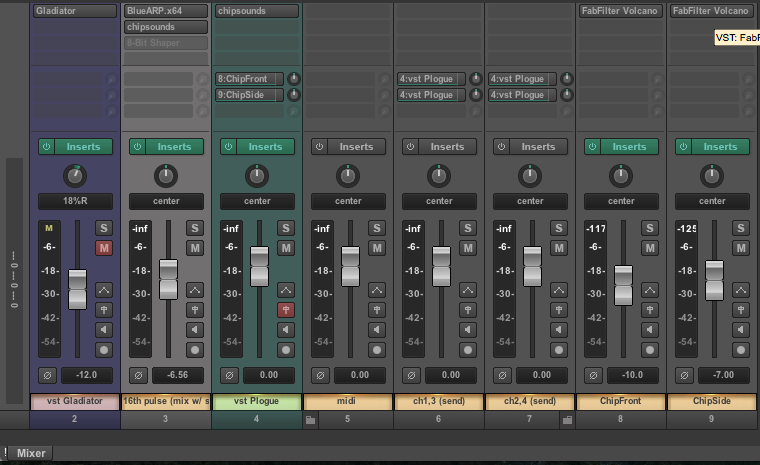 Gladiator BlueARP.x64 chipsounds FabFilter Volcano FabFilter Volcano
chipsounds
8-Bit Shaper
VST: FabF
8:ChipFront 4:vst Plogue 4:vst Plogue
9:ChipSide 4:vst Plogue 4:vst Plogue
Inserts Inserts Inserts Inserts Inserts Inserts Inserts Inserts
18%R center center center center center center center
M -inf -inf -inf -inf -inf -117 -125
S S S S S S S S
-6- -6- -6- -6- -6- -6- -6- -6-
M M M M M M M M
-18- -18- -18- -18- -18- -18- -18- -18-
-30- -30- -30- -30- -30- -30- -30- -30-
-42- -42- -42- -42- -42- -42- -42- -42-
-54- -54- -54- -54- -54- -54- -54- -54-
-12.0 -6.56 0.00 0.00 0.00 0.00 -10.0 -7.00
vst Gladiator 16th pulse (mix w/ s vst Plogue midi ch1,3 (send) ch2,4 (send) ChipFront ChipSide
2 3 4 5 6 7 8 9
! Mixer